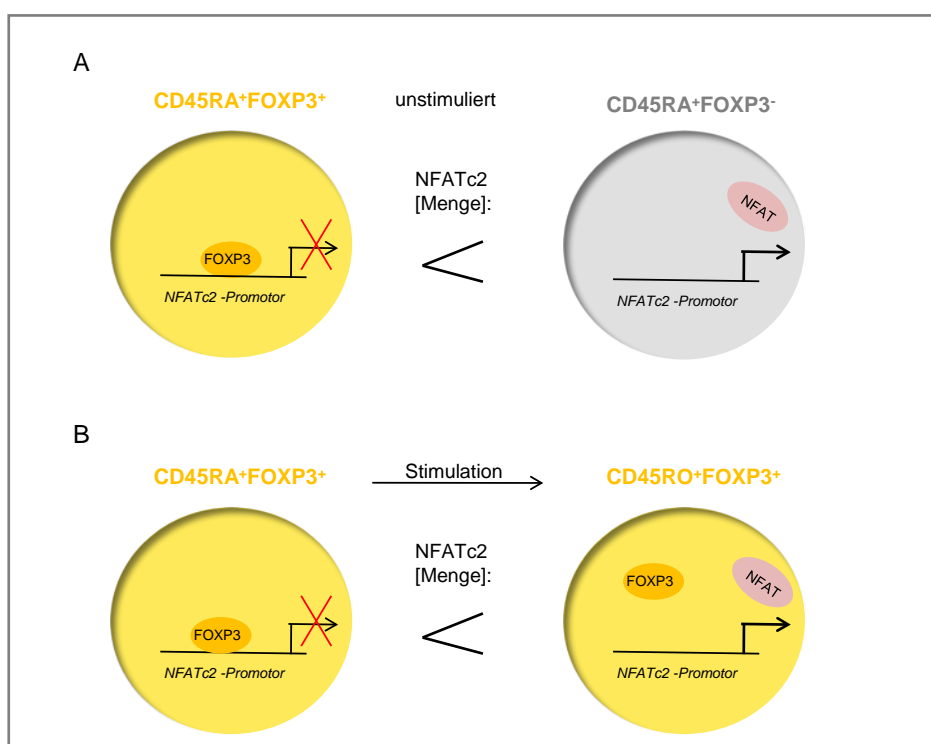 A
CD45RA⁺FOXP3⁺
unstimuliert
CD45RA⁺FOXP3⁻
NFATc2
[Menge]:
NFAT
FOXP3
NFATc2 -Promotor
NFATc2 -Promotor
B
CD45RA⁺FOXP3⁺
Stimulation
CD45RO⁺FOXP3⁺
NFATc2
[Menge]:
FOXP3
NFAT
FOXP3
NFATc2 -Promotor
NFATc2 -Promotor